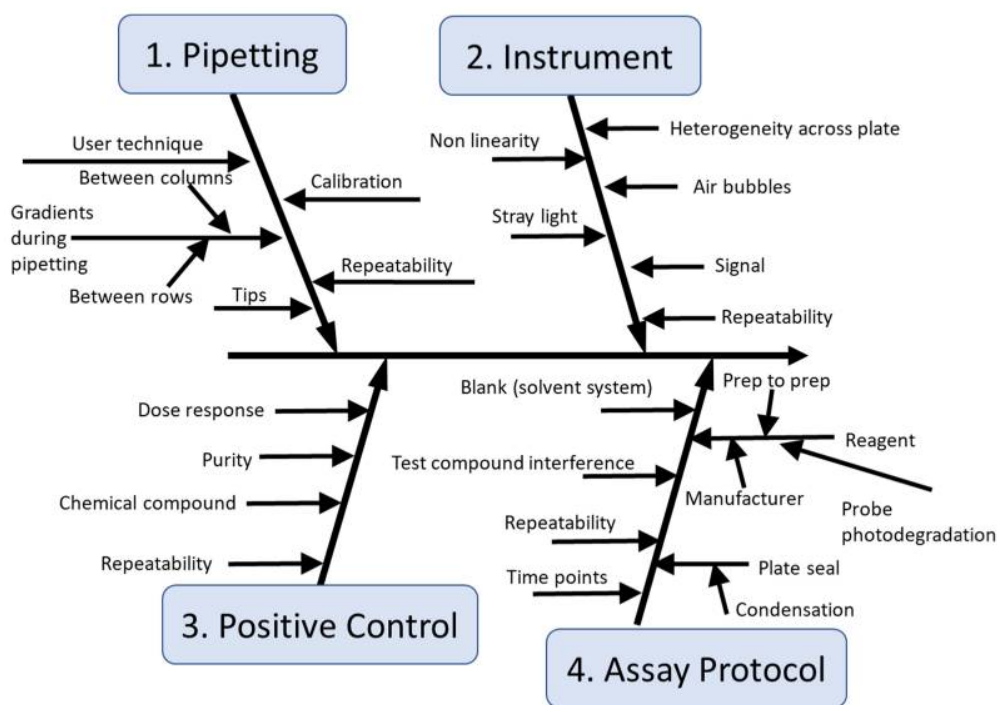 1. Pipetting
2. Instrument
User technique
Between columns
Calibration
Gradients
during
pipetting
Between rows
Repeatability
Tips
Heterogeneity across plate
Non linearity
Air bubbles
Stray light
Signal
Repeatability
Dose response
Purity
Chemical compound
Repeatability
3. Positive Control
Blank (solvent system)
Prep to prep
Reagent
Test compound interference
Manufacturer
Probe
photodegradation
Repeatability
Time points
Plate seal
Condensation
4. Assay Protocol